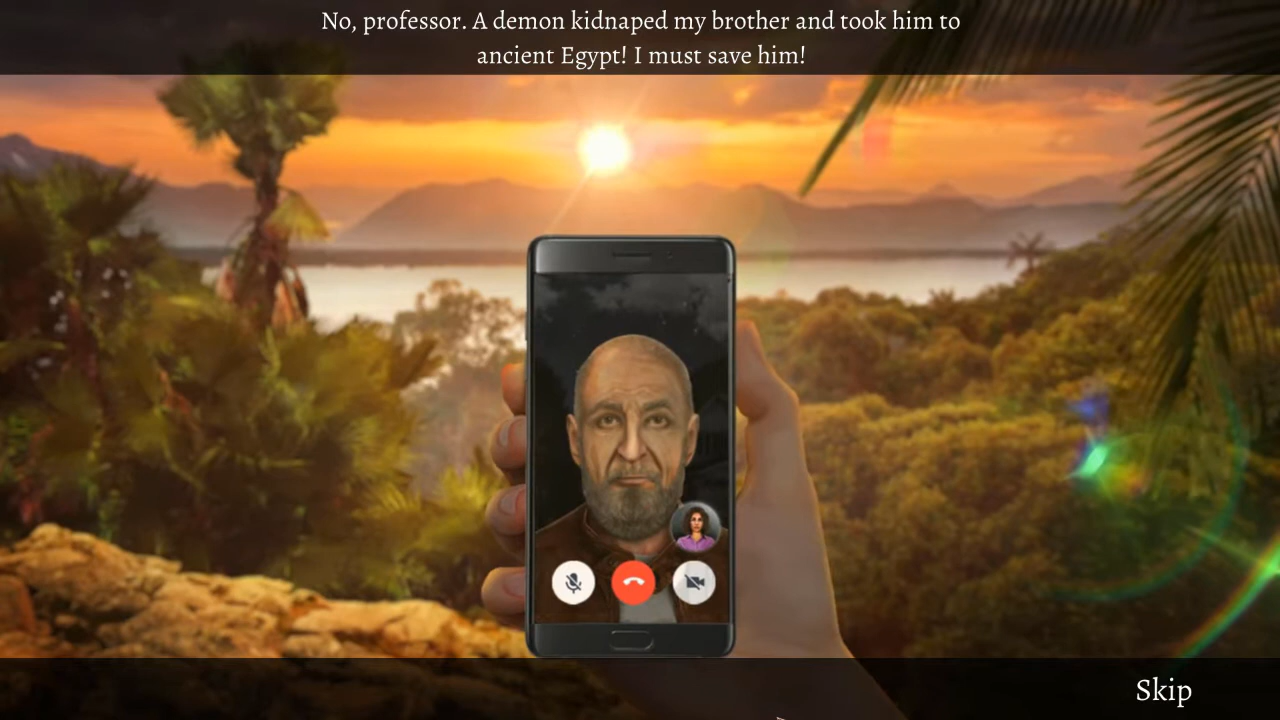 No, professor. A demon kidnaped my brother and took him to
ancient Egypt! I must save him!
Skip